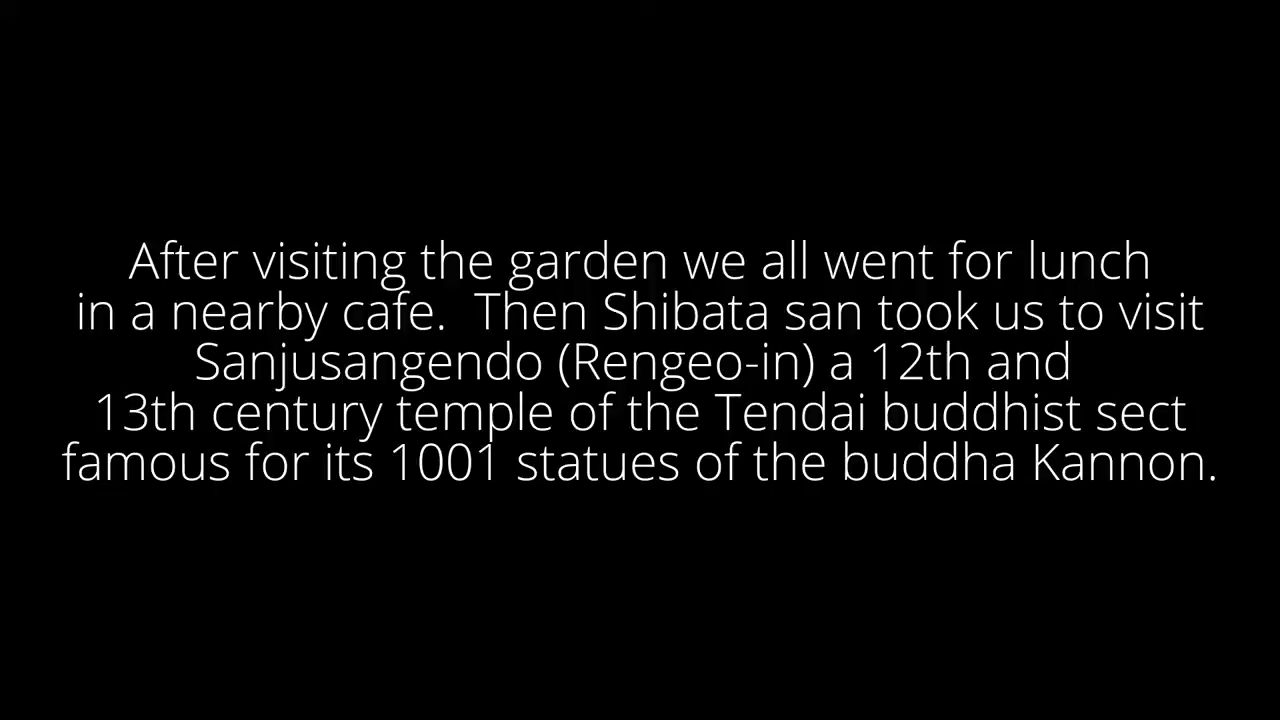 After visiting the garden we all went for lunch
in a nearby cafe.  Then Shibata san took us to visit
Sanjusangendo (Rengeo-in) a 12th and
13th century temple of the Tendai buddhist sect
famous for its 1001 statues of the buddha Kannon.